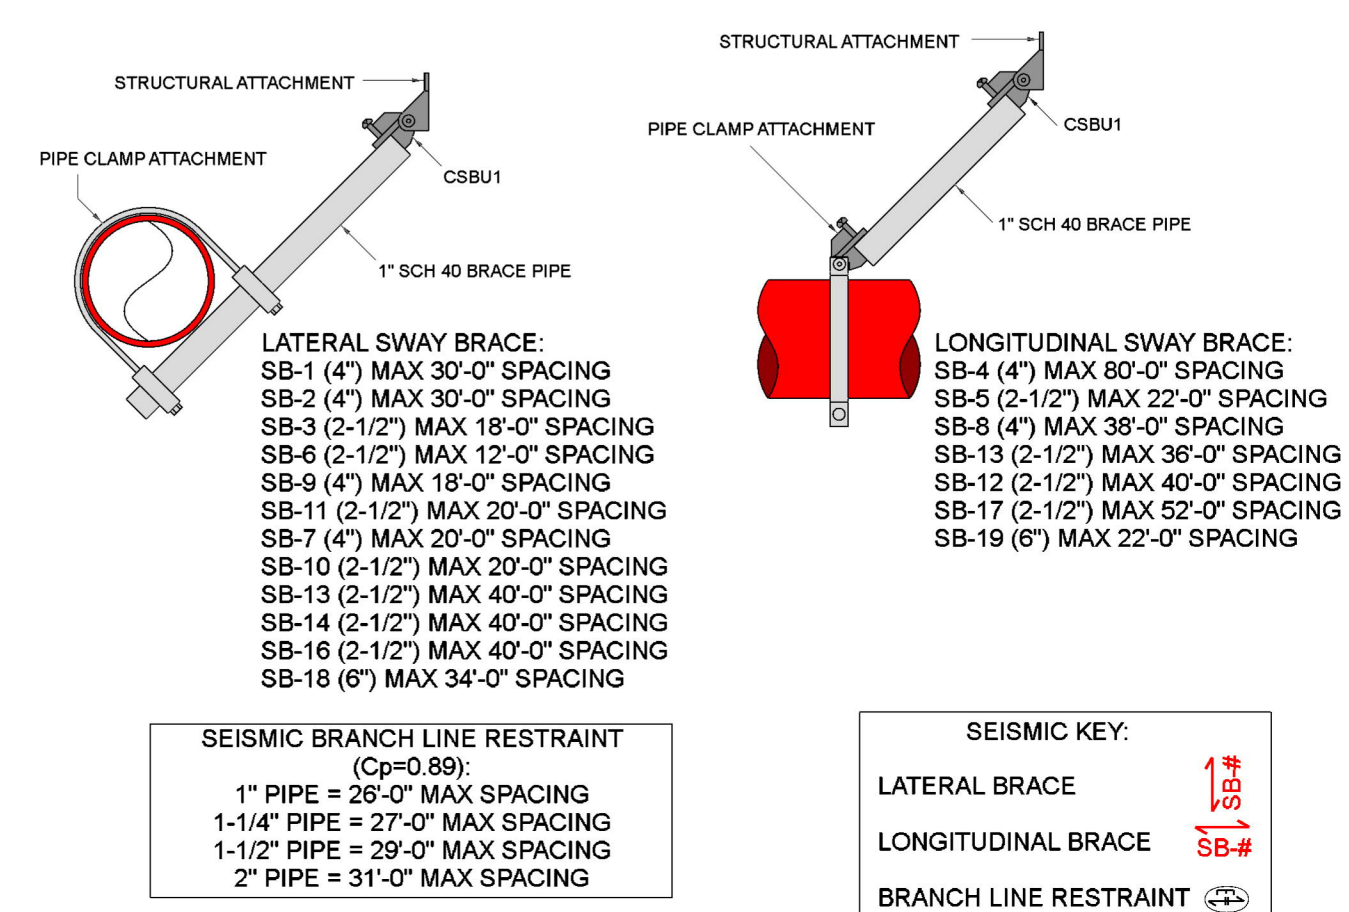 STRUCTURAL ATTACHMENT
PIPE CLAMP ATTACHMENT
CSBU1
1" SCH 40 BRACE PIPE
LATERAL SWAY BRACE:
SB-1 (4") MAX 30'-0" SPACING
SB-2 (4") MAX 30'-0" SPACING
SB-3 (2-1/2") MAX 18'-0" SPACING
SB-6 (2-1/2") MAX 12'-0" SPACING
SB-9 (4") MAX 18'-0" SPACING
SB-11 (2-1/2") MAX 20'-0" SPACING
SB-7 (4") MAX 20'-0" SPACING
SB-10 (2-1/2") MAX 20'-0" SPACING
SB-13 (2-1/2") MAX 40'-0" SPACING
SB-14 (2-1/2") MAX 40'-0" SPACING
SB-16 (2-1/2") MAX 40'-0" SPACING
SB-18 (6") MAX 34'-0" SPACING
STRUCTURAL ATTACHMENT
PIPE CLAMP ATTACHMENT
CSBU1
1" SCH 40 BRACE PIPE
LONGITUDINAL SWAY BRACE:
SB-4 (4") MAX 80'-0" SPACING
SB-5 (2-1/2") MAX 22'-0" SPACING
SB-8 (4") MAX 38'-0" SPACING
SB-13 (2-1/2") MAX 36'-0" SPACING
SB-12 (2-1/2") MAX 40'-0" SPACING
SB-17 (2-1/2") MAX 52'-0" SPACING
SB-19 (6") MAX 22'-0" SPACING
SEISMIC BRANCH LINE RESTRAINT
(Cp=0.89):
1" PIPE = 26'-0" MAX SPACING
1-1/4" PIPE = 27'-0" MAX SPACING
1-1/2" PIPE = 29'-0" MAX SPACING
2" PIPE = 31'-0" MAX SPACING
SEISMIC KEY:
LATERAL BRACE
SB-#
LONGITUDINAL BRACE
SB-#
BRANCH LINE RESTRAINT